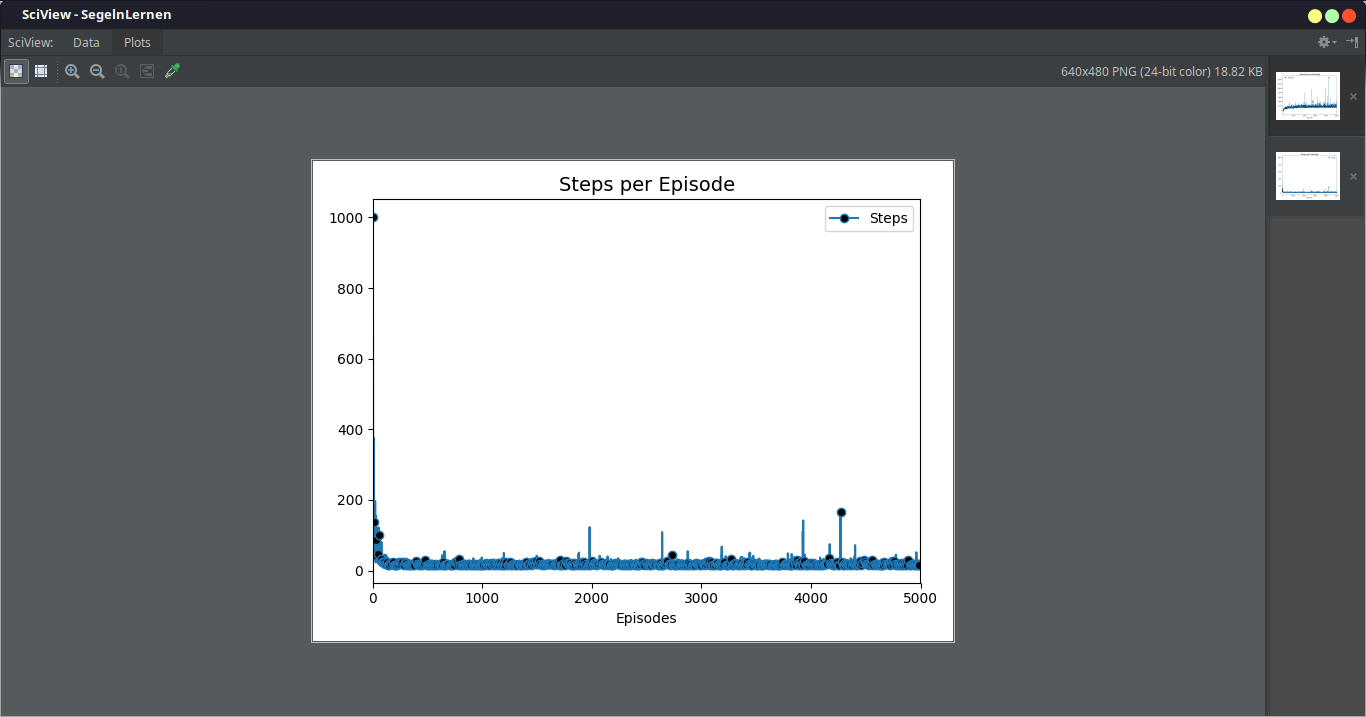 SciView - SegelnLernen
SciView:
Data
Plots
640x480 PNG (24-bit color) 18.82 KB
Steps per Episode
Steps
1000
800
600
400
200
0
0 1000 2000 3000 4000 5000
Episodes